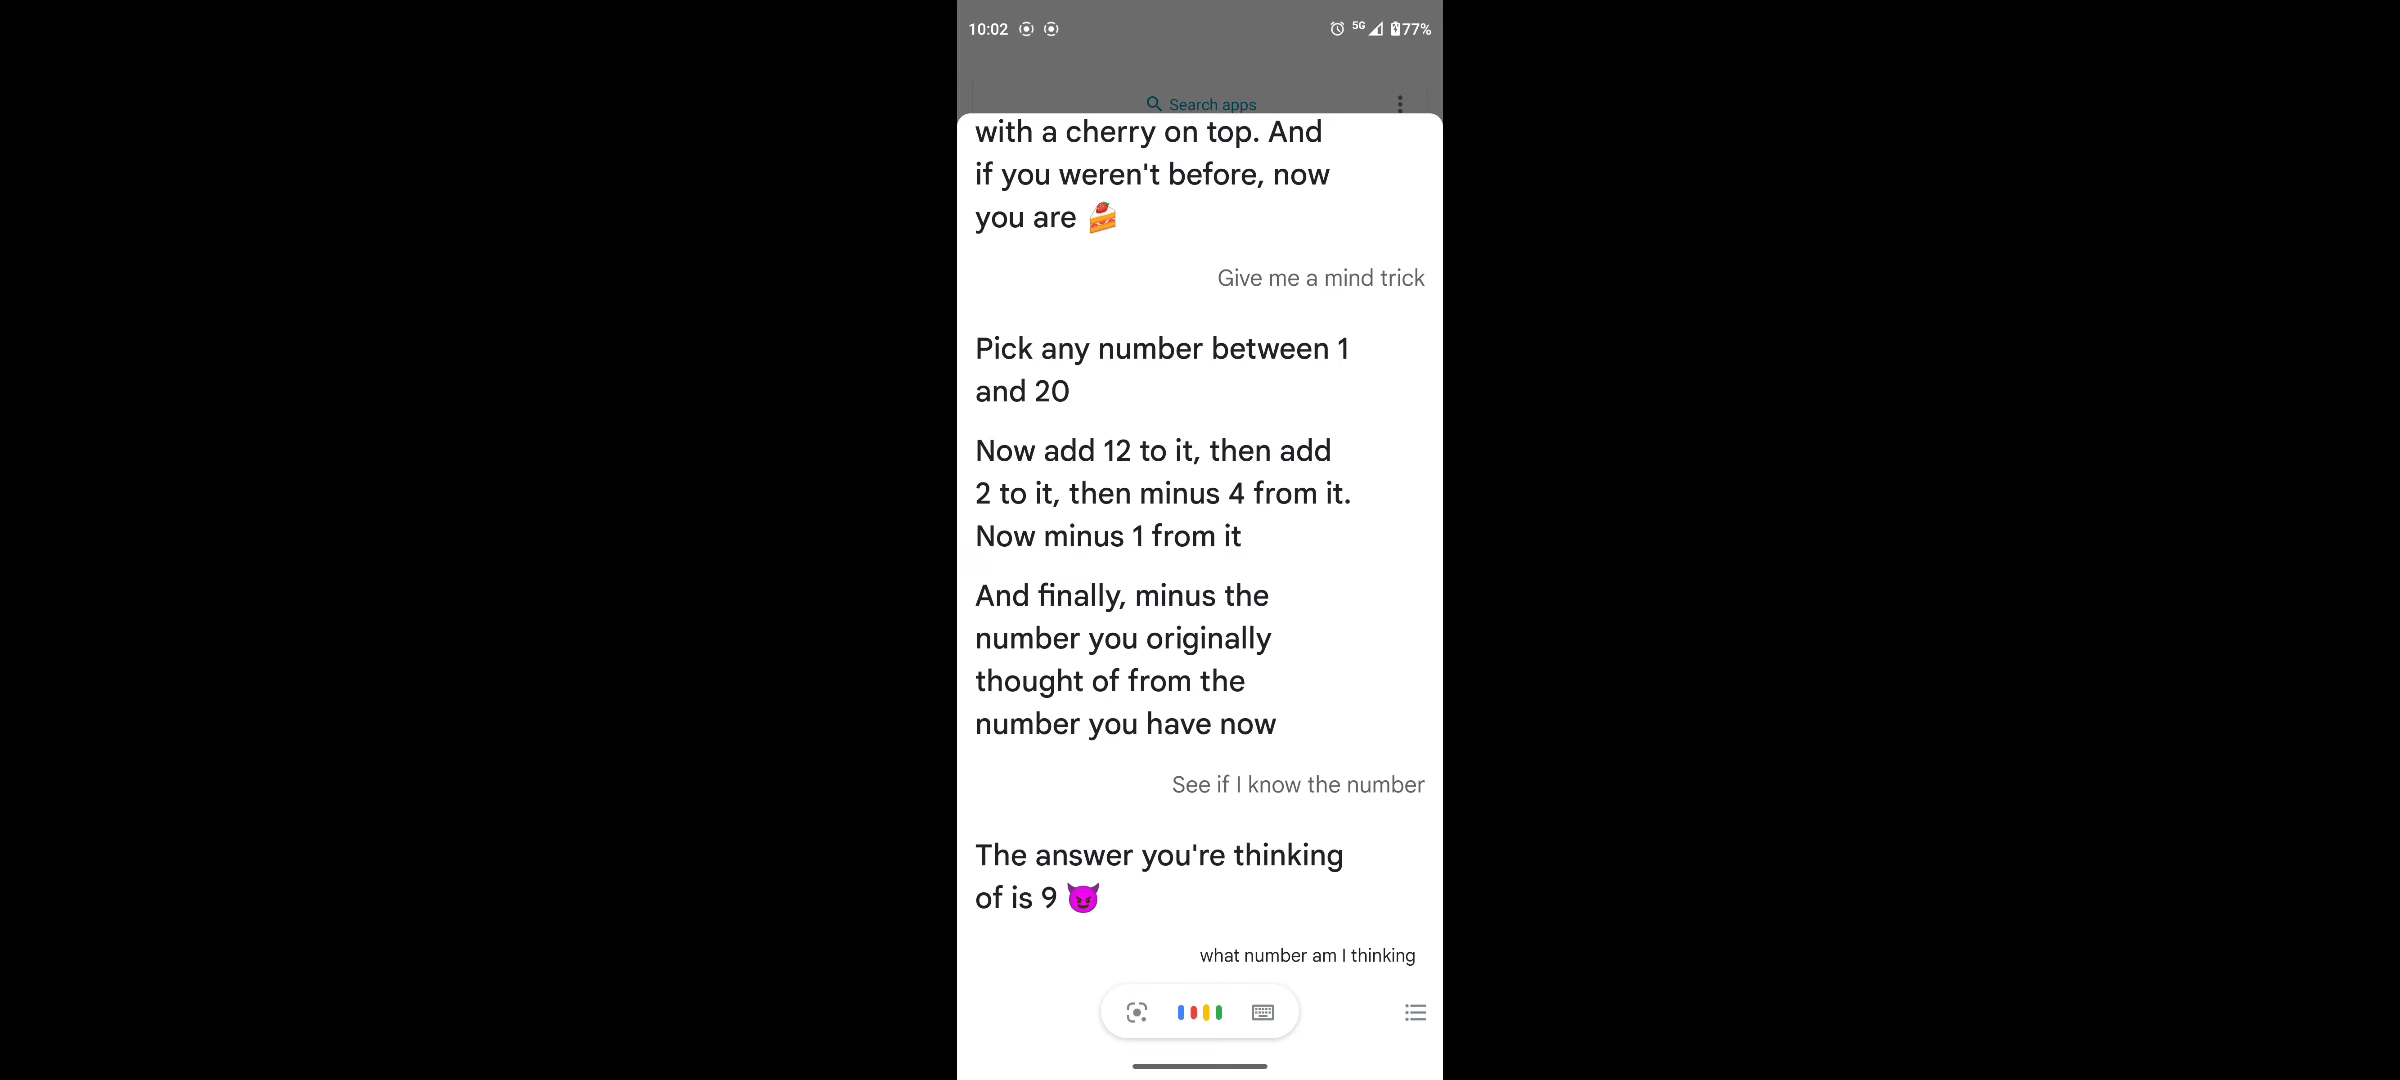 10:02 5G 77%
Search apps
with a cherry on top. And
if you weren't before, now
you are 🍰
Give me a mind trick
Pick any number between 1
and 20
Now add 12 to it, then add
2 to it, then minus 4 from it.
Now minus 1 from it
And finally, minus the
number you originally
thought of from the
number you have now
See if I know the number
The answer you're thinking
of is 9 😈
what number am I thinking